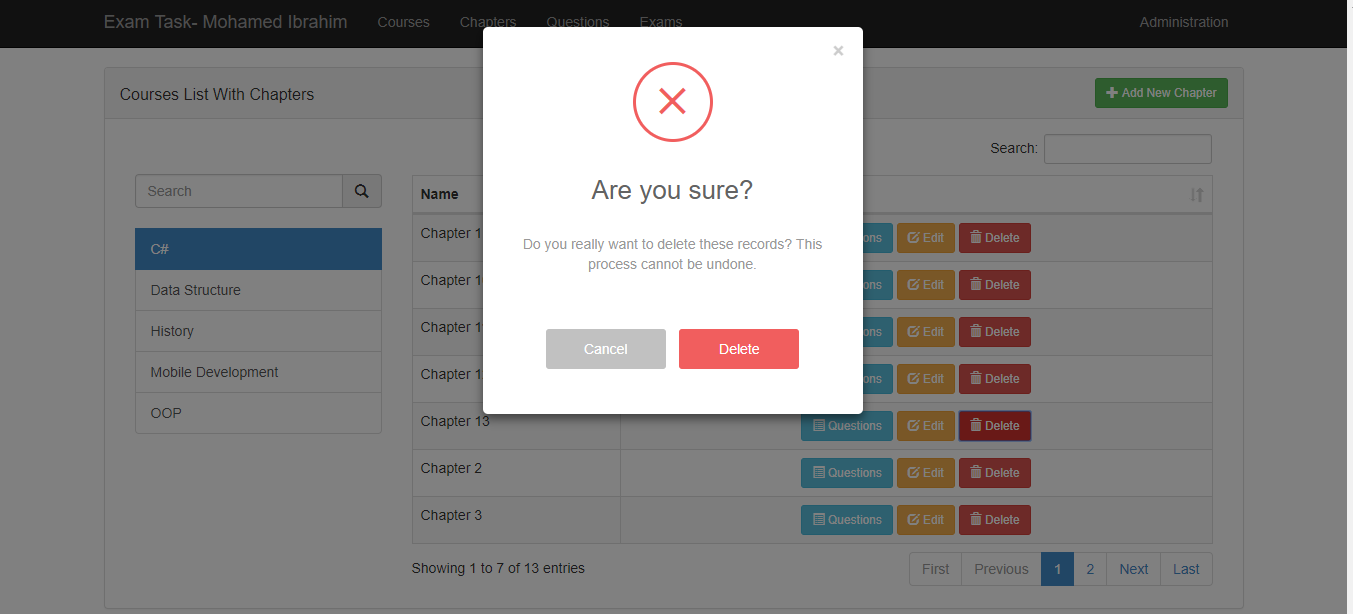 Exam Task- Mohamed Ibrahim Courses Chapters Questions Exams Administration
×
Courses List With Chapters
Add New Chapter
Search:
Search
Name
Are you sure?
Do you really want to delete these records? This
process cannot be undone.
Cancel Delete
C#
Data Structure
History
Mobile Development
OOP
Chapter 1 ons Edit Delete
Chapter 1 ons Edit Delete
Chapter 1 ons Edit Delete
Chapter 1 ons Edit Delete
Chapter 13 Questions Edit Delete
Chapter 2 Questions Edit Delete
Chapter 3 Questions Edit Delete
Showing 1 to 7 of 13 entries
First Previous 1 2 Next Last